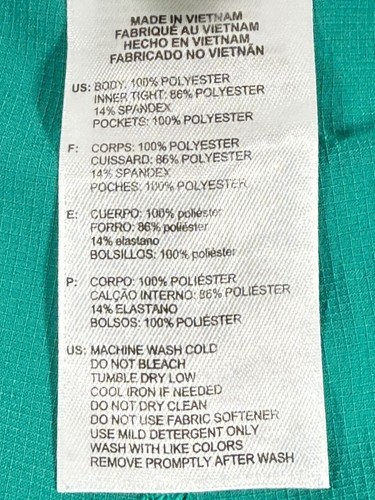 MADE IN VIETNAM
FABRIQUÉ AU VIETNAM
HECHO EN VIETNAM
FABRICADO NO VIETNÃN
US: BODY: 100% POLYESTER
INNER TIGHT: 86% POLYESTER
14% SPANDEX
POCKETS: 100% POLYESTER
F: CORPS: 100% POLYESTER
CUISSARD: 86% POLYESTER
14% SPANDEX
POCHES: 100% POLYESTER
E: CUERPO: 100% poliéster
FORRO: 86% poliéster
14% elastano
BOLSILLOS: 100% poliéster
P: CORPO: 100% POLIÉSTER
CALÇÃO INTERNO: 86% POLIÉSTER
14% ELASTANO
BOLSOS: 100% POLIÉSTER
US: MACHINE WASH COLD
DO NOT BLEACH
TUMBLE DRY LOW
COOL IRON IF NEEDED
DO NOT DRY CLEAN
DO NOT USE FABRIC SOFTENER
USE MILD DETERGENT ONLY
WASH WITH LIKE COLORS
REMOVE PROMPTLY AFTER WASH